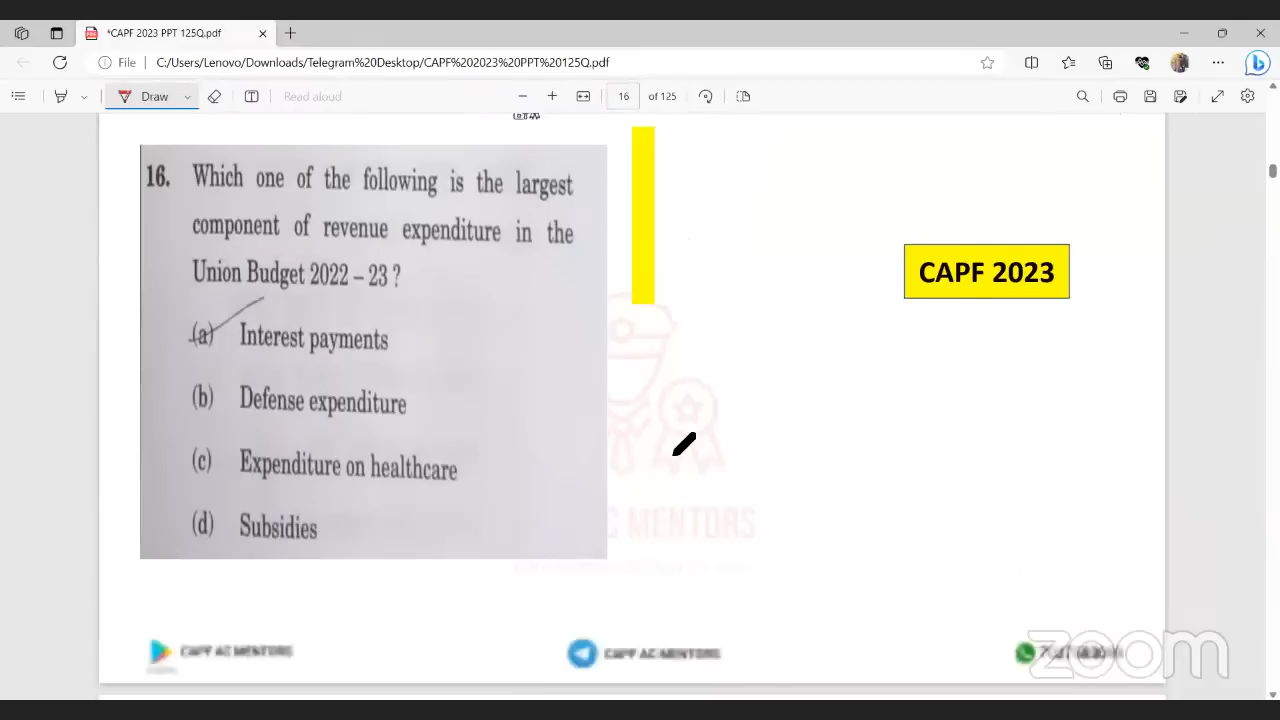 *CAPF 2023 PPT 125Q.pdf
File C:/Users/Lenovo/Downloads/Telegram%20Desktop/CAPF%202023%20PPT%20125Q.pdf
Draw Read aloud 16 of 125
16. Which one of the following is the largest
component of revenue expenditure in the
Union Budget 2022 – 23 ?
(a) Interest payments
(b) Defense expenditure
(c) Expenditure on healthcare
(d) Subsidies
CAPF 2023
MENTORS
CAPF AC MENTORS
CAPF AC MENTORS
zoom